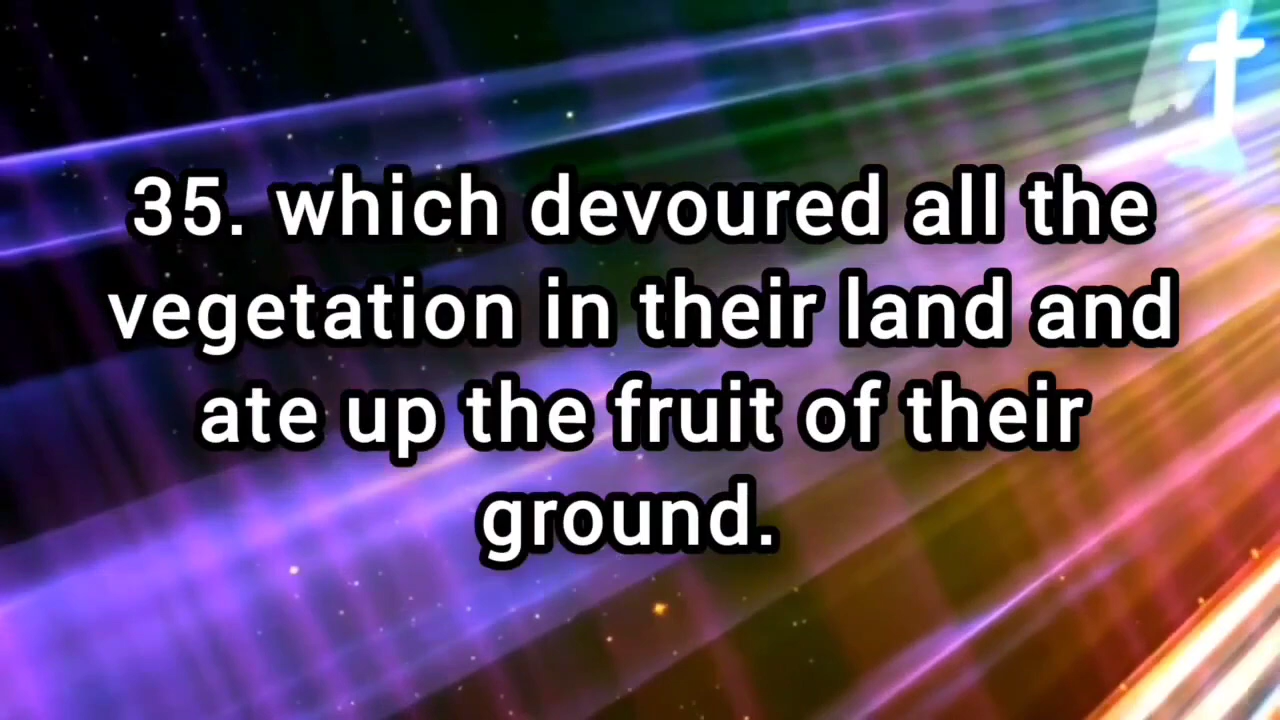 35. which devoured all the
vegetation in their land and
ate up the fruit of their
ground.